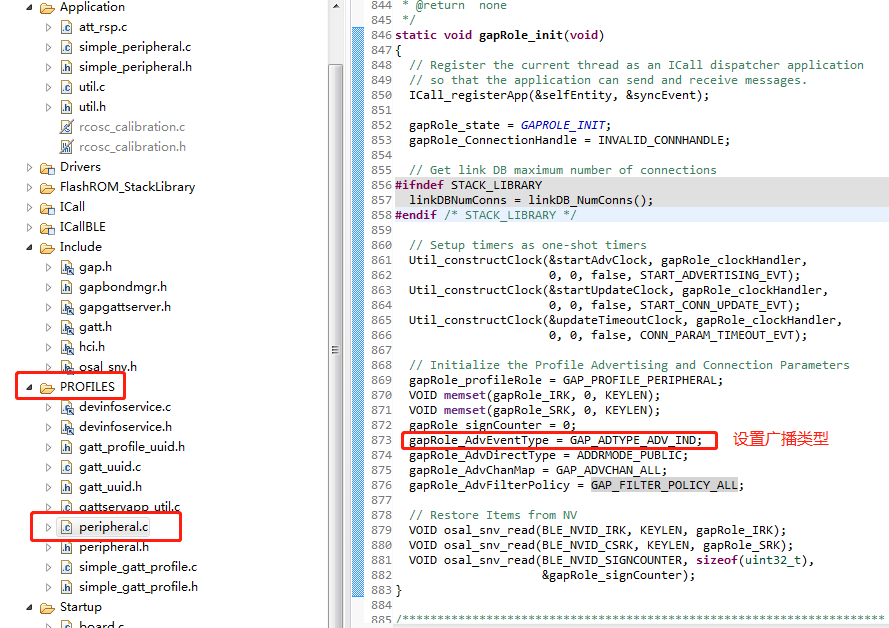 Application
att_rsp.c
simple_peripheral.c
simple_peripheral.h
util.c
util.h
rcosc_calibration.c
rcosc_calibration.h
Drivers
FlashROM_StackLibrary
ICall
ICallBLE
Include
gap.h
gapbondmgr.h
gapgattserver.h
gatt.h
hci.h
osal_snv.h
PROFILES
devinfoservice.c
devinfoservice.h
gatt_profile_uuid.h
gatt_uuid.c
gatt_uuid.h
gattservapp_util.c
peripheral.c
peripheral.h
simple_gatt_profile.c
simple_gatt_profile.h
Startup
board.c
844 * @return none
845 */
846 static void gapRole_init(void)
847 {
848 // Register the current thread as an ICall dispatcher application
849 // so that the application can send and receive messages.
850 ICall_registerApp(&selfEntity, &syncEvent);
851
852 gapRole_state = GAPROLE_INIT;
853 gapRole_ConnectionHandle = INVALID_CONNHANDLE;
854
855 // Get link DB maximum number of connections
856 #ifndef STACK_LIBRARY
857 linkDBNumConns = linkDB_NumConns();
858 #endif /* STACK_LIBRARY */
859
860 // Setup timers as one-shot timers
861 Util_constructClock(&startAdvClock, gapRole_clockHandler,
862 0, 0, false, START_ADVERTISING_EVT);
863 Util_constructClock(&startUpdateClock, gapRole_clockHandler,
864 0, 0, false, START_CONN_UPDATE_EVT);
865 Util_constructClock(&updateTimeoutClock, gapRole_clockHandler,
866 0, 0, false, CONN_PARAM_TIMEOUT_EVT);
867
868 // Initialize the Profile Advertising and Connection Parameters
869 gapRole_profileRole = GAP_PROFILE_PERIPHERAL;
870 VOID memset(gapRole_IRK, 0, KEYLEN);
871 VOID memset(gapRole_SRK, 0, KEYLEN);
872 gapRole_signCounter = 0;
873 gapRole_AdvEventType = GAP_ADTYPE_ADV_IND; 设置广播类型
874 gapRole_AdvDirectType = ADDRMODE_PUBLIC;
875 gapRole_AdvChanMap = GAP_ADVCHAN_ALL;
876 gapRole_AdvFilterPolicy = GAP_FILTER_POLICY_ALL;
877
878 // Restore Items from NV
879 VOID osal_snv_read(BLE_NVID_IRK, KEYLEN, gapRole_IRK);
880 VOID osal_snv_read(BLE_NVID_CSRK, KEYLEN, gapRole_SRK);
881 VOID osal_snv_read(BLE_NVID_SIGNCOUNTER, sizeof(uint32_t),
882 &gapRole_signCounter);
883 }
884
885 /*****************************************************************